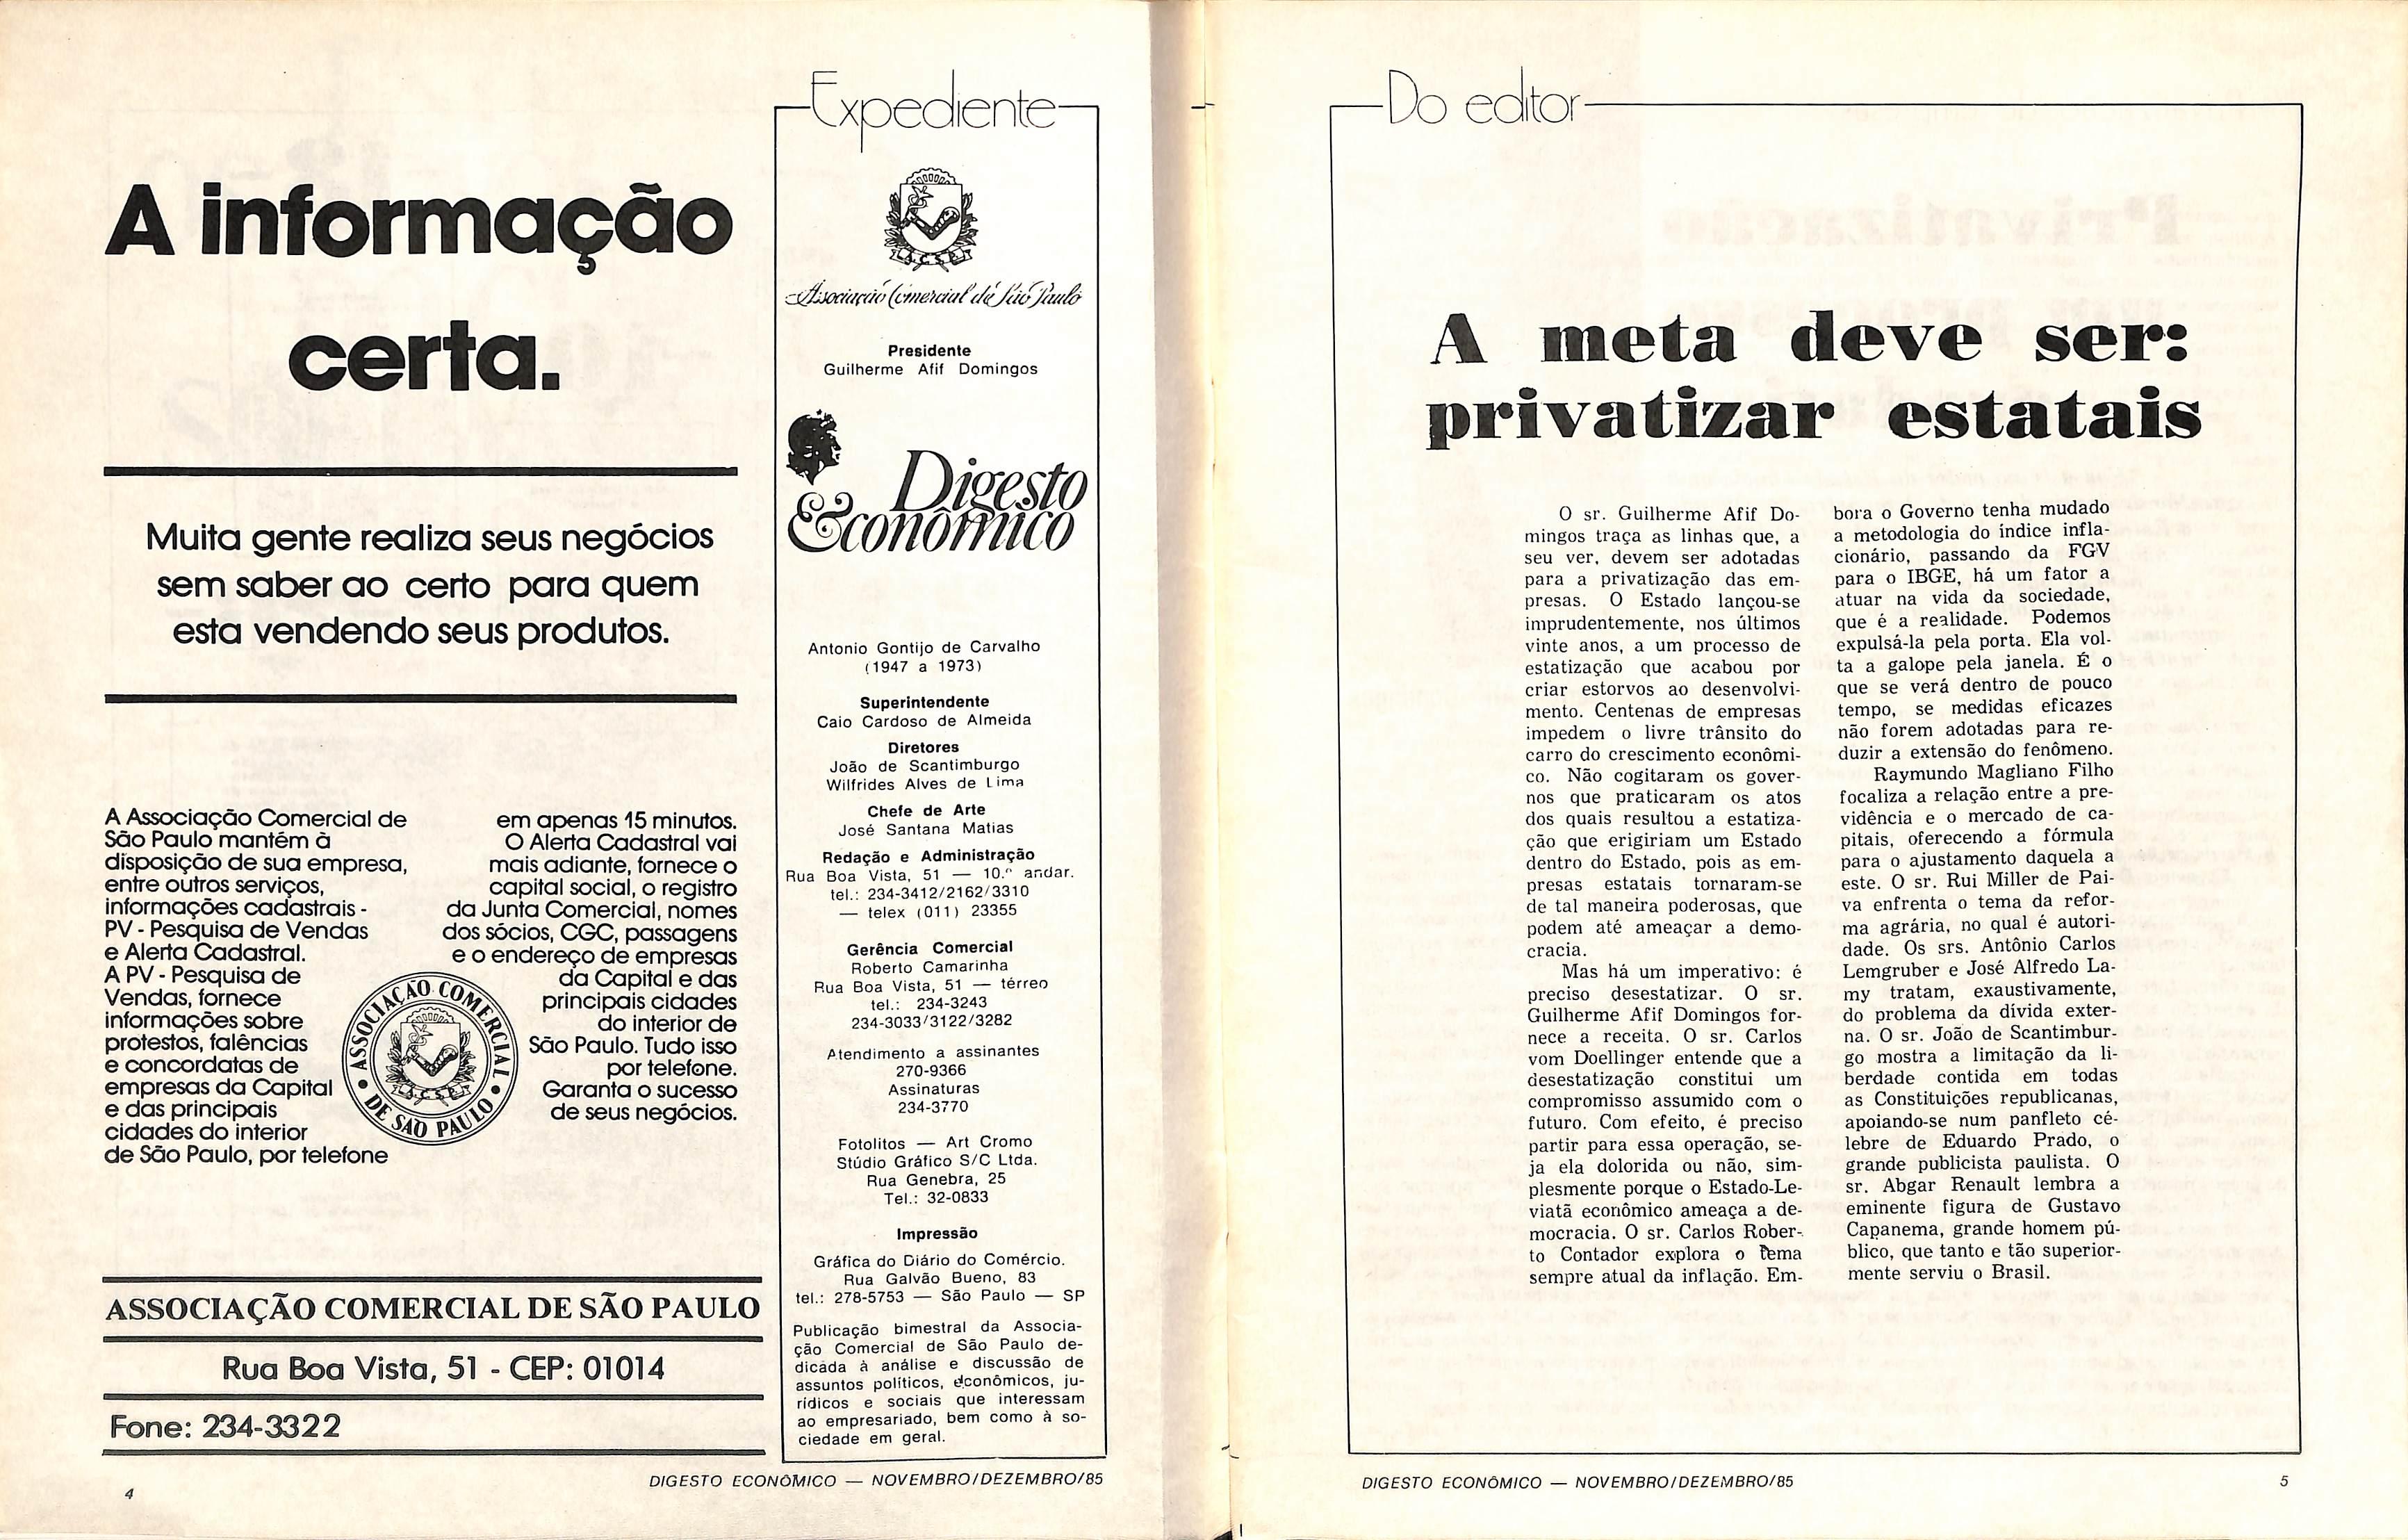 A informação
certa.
Muita gente realiza seus negócios
sem saber ao certo para quem
esta vendendo seus produtos.
A Associação Comercial de
São Paulo mantém à
disposição de sua empresa,
entre outros serviços,
informações cadastrais -
PV - Pesquisa de Vendas
e Alerta Cadastral.
A PV - Pesquisa de
Vendas, fornece
informações sobre
protestos, falências
e concordatas de
empresas da Capital
e das principais
cidades do interior
de São Paulo, por telefone
em apenas 15 minutos.
O Alerta Cadastral vai
mais adiante, fornece o
capital social, o registro
da Junta Comercial, nomes
dos sócios, CGC, passagens
e o endereço de empresas
da Capital e das
principais cidades
do interior de
São Paulo. Tudo isso
por telefone.
Garanta o sucesso
de seus negócios.
ASSOCIAÇÃO COMERCIAL
DE SÃO PAULO
A.C.S.P.
ASSOCIAÇÃO COMERCIAL DE SÃO PAULO
Rua Boa Vista, 51 - CEP: 01014
Fone: 234-3322
4
Expediente
A.C.S.P.
Associação Comercial de São Paulo
Presidente
Guilherme Afif Domingos
Digesto
Econômico
Antonio Gontijo de Carvalho
(1947 a 1973)
Superintendente
Caio Cardoso de Almeida
Diretores
João de Scantimburgo
Wilfrides Alves de Lima
Chefe de Arte
José Santana Matias
Redação e Administração
Rua Boa Vista, 51 — 10.º andar.
tel.: 234-3412/2162/3310
— telex (011) 23355
Gerência Comercial
Roberto Camarinha
Rua Boa Vista, 51 — térreo
tel.: 234-3243
234-3033/3122/3282
Atendimento a assinantes
270-9366
Assinaturas
234-3770
Fotolitos — Art Cromo
Stúdio Gráfico S/C Ltda.
Rua Genebra, 25
Tel.: 32-0833
Impressão
Gráfica do Diário do Comércio.
Rua Galvão Bueno, 83
tel.: 278-5753 — São Paulo — SP
Publicação bimestral da Associa-
ção Comercial de São Paulo de-
dicada à análise e discussão de
assuntos políticos, econômicos, ju-
rídicos e sociais que interessam
ao empresariado, bem como à so-
ciedade em geral.
DIGESTO ECONÔMICO — NOVEMBRO/DEZEMBRO/85
Do editor
A meta deve ser:
privatizar estatais
O sr. Guilherme Afif Do-
mingos traça as linhas que, a
seu ver, devem ser adotadas
para a privatização das em-
presas. O Estado lançou-se
imprudentemente, nos últimos
vinte anos, a um processo de
estatização que acabou por
criar estorvos ao desenvolvi-
mento. Centenas de empresas
impedem o livre trânsito do
carro do crescimento econômi-
co. Não cogitaram os gover-
nos que praticaram os atos
dos quais resultou a estatiza-
ção que erigiriam um Estado
dentro do Estado, pois as em-
presas estatais tornaram-se
de tal maneira poderosas, que
podem até ameaçar a demo-
cracia.
Mas há um imperativo: é
preciso desestatizar. O sr.
Guilherme Afif Domingos for-
nece a receita. O sr. Carlos
vom Doellinger entende que a
desestatização constitui um
compromisso assumido com o
futuro. Com efeito, é preciso
partir para essa operação, se-
ja ela dolorida ou não, sim-
plesmente porque o Estado-Le-
viatã econômico ameaça a de-
mocracia. O sr. Carlos Rober-
to Contador explora o tema
sempre atual da inflação. Em-
bora o Governo tenha mudado
a metodologia do índice infla-
cionário, passando da FGV
para o IBGE, há um fator a
atuar na vida da sociedade,
que é a realidade. Podemos
expulsá-la pela porta. Ela vol-
ta a galope pela janela. É o
que se verá dentro de pouco
tempo, se medidas eficazes
não forem adotadas para re-
duzir a extensão do fenômeno.
Raymundo Magliano Filho
focaliza a relação entre a pre-
vidência e o mercado de ca-
pitais, oferecendo a fórmula
para o ajustamento daquela a
este. O sr. Rui Miller de Pai-
va enfrenta o tema da refor-
ma agrária, no qual é autori-
dade. Os srs. Antônio Carlos
Lemgruber e José Alfredo La-
my tratam, exaustivamente,
do problema da dívida exter-
na. O sr. João de Scantimbur-
go mostra a limitação da li-
berdade contida em todas
as Constituições republicanas,
apoiando-se num panfleto cé-
lebre de Eduardo Prado, o
grande publicista paulista. O
sr. Abgar Renault lembra a
eminente figura de Gustavo
Capanema, grande homem pú-
blico, que tanto e tão superior-
mente serviu o Brasil.
DIGESTO ECONÔMICO — NOVEMBRO/DEZEMBRO/85
5